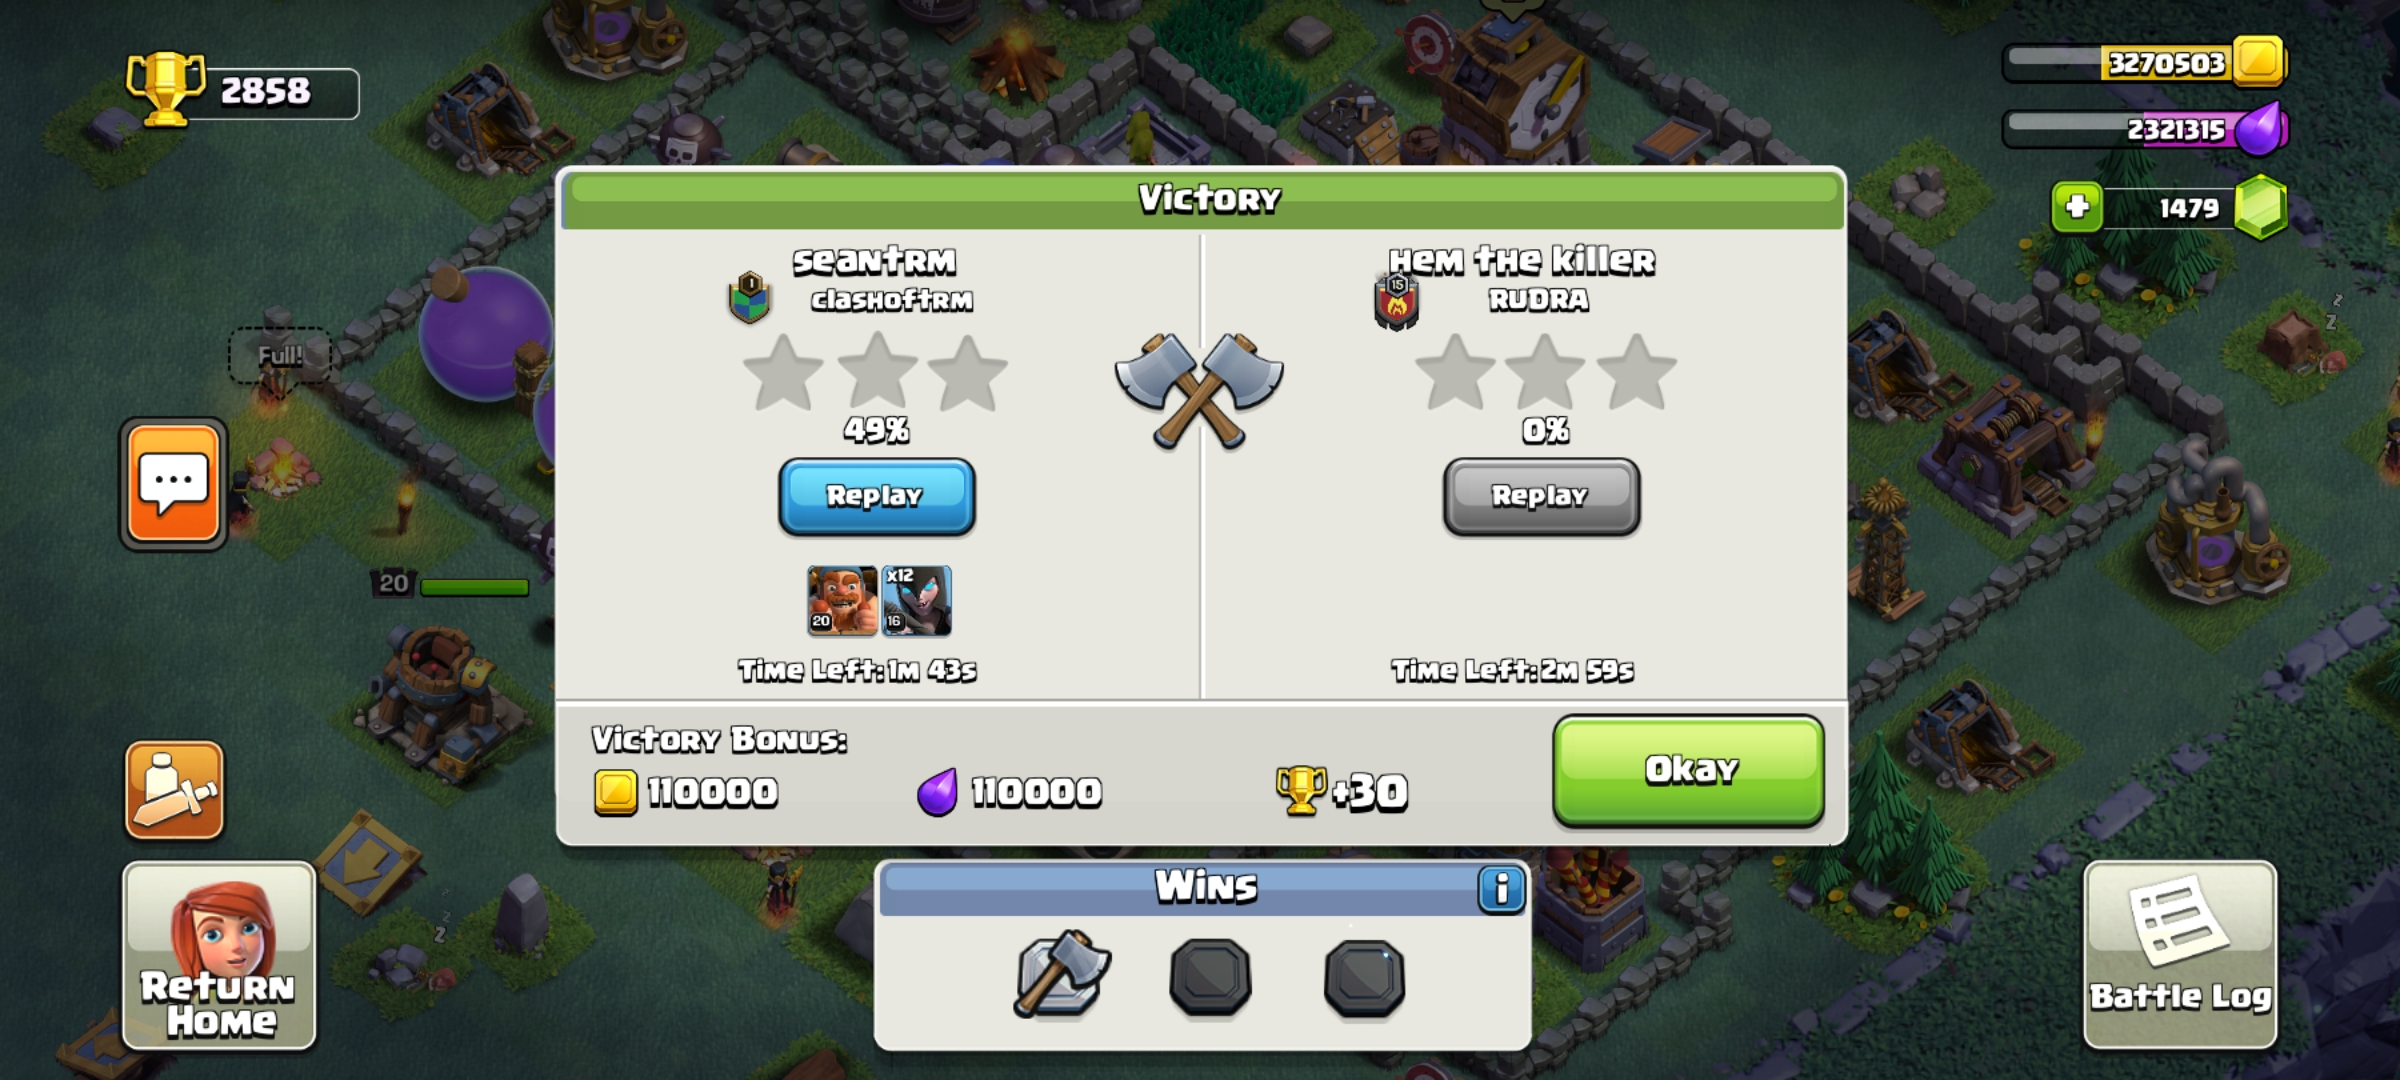 2858
3270503
2321315
1479
Victory
seantrm
clashoftrm
1
Hem the killer
RUDRA
15
Full!
49%
0%
Replay
Replay
20
x12
20
16
Time Left:1m 43s
Time Left:2m 59s
Victory Bonus:
110000
110000
+30
Okay
Wins
i
Return
Home
Battle Log
z
z
z
z